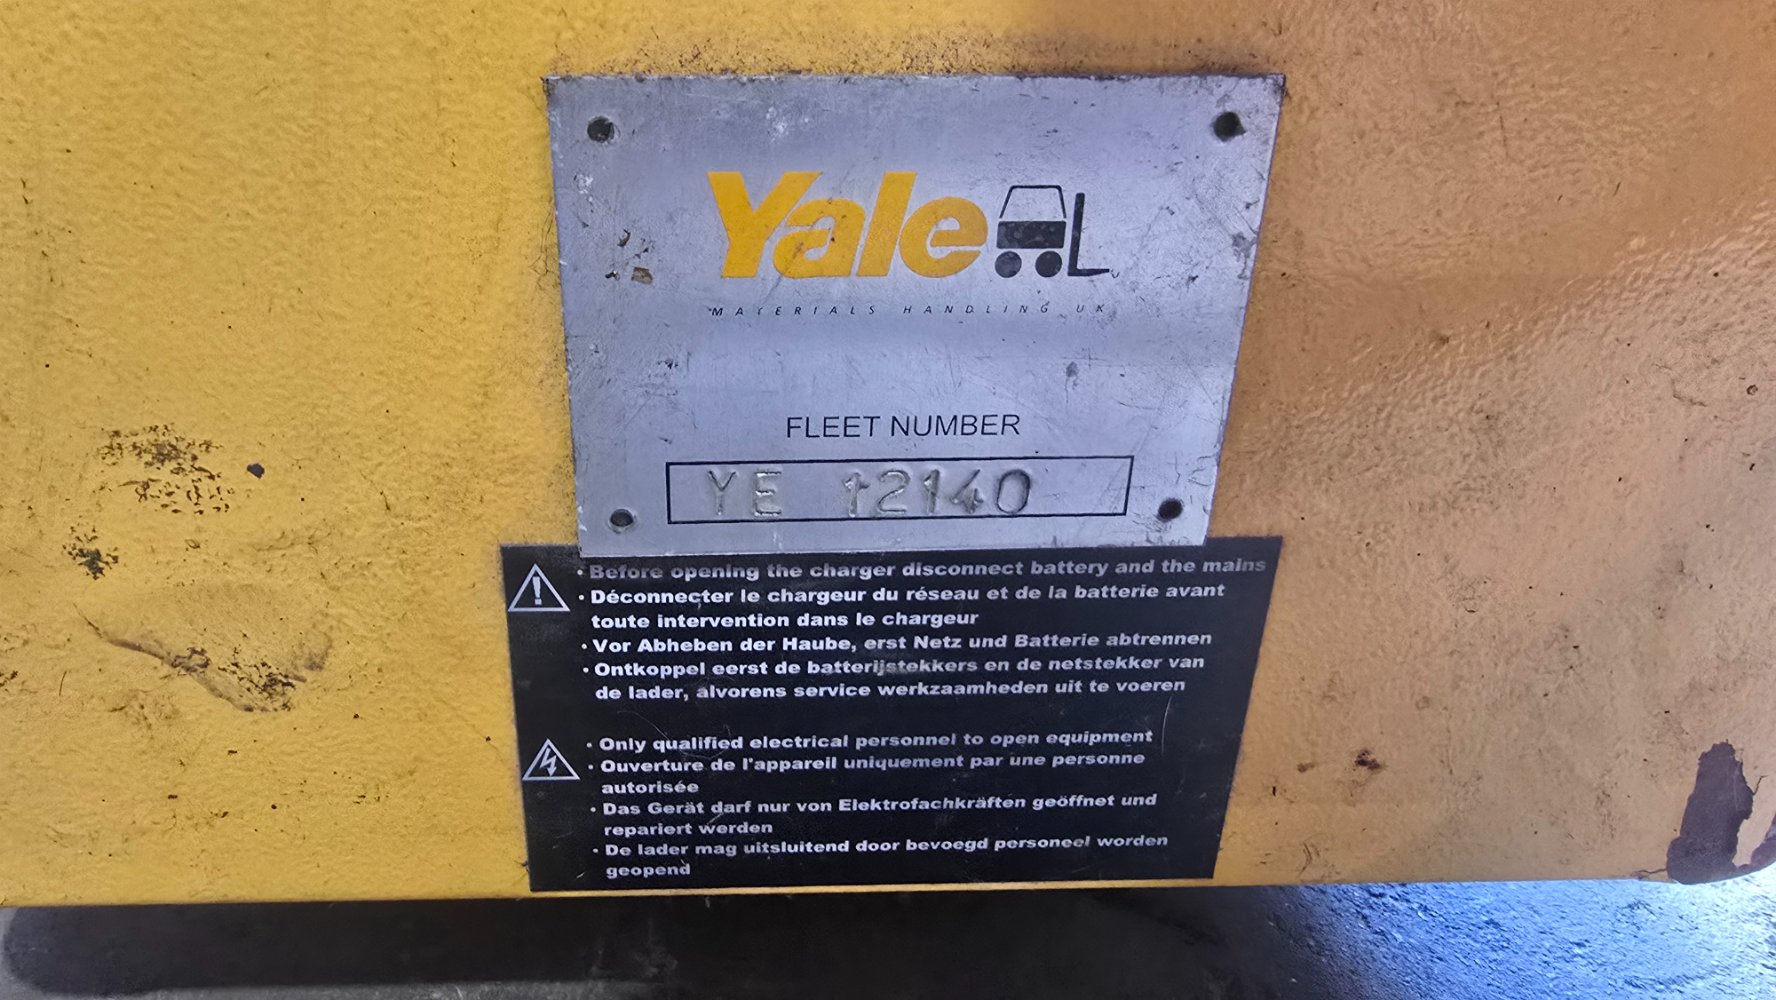 Yale
MATERIALS HANDLING UK
FLEET NUMBER
YE 12140
• Before opening the charger disconnect battery and the mains
• Déconnecter le chargeur du réseau et de la batterie avant
toute intervention dans le chargeur
• Vor Abheben der Haube, erst Netz und Batterie abtrennen
• Ontkoppel eerst de batterijstekkers en de netstekker van
de lader, alvorens service werkzaamheden uit te voeren
• Only qualified electrical personnel to open equipment
• Ouverture de l'appareil uniquement par une personne
autorisée
• Das Gerät darf nur von Elektrofachkräften geöffnet und
repariert werden
• De lader mag uitsluitend door bevoegd personeel worden
geopend